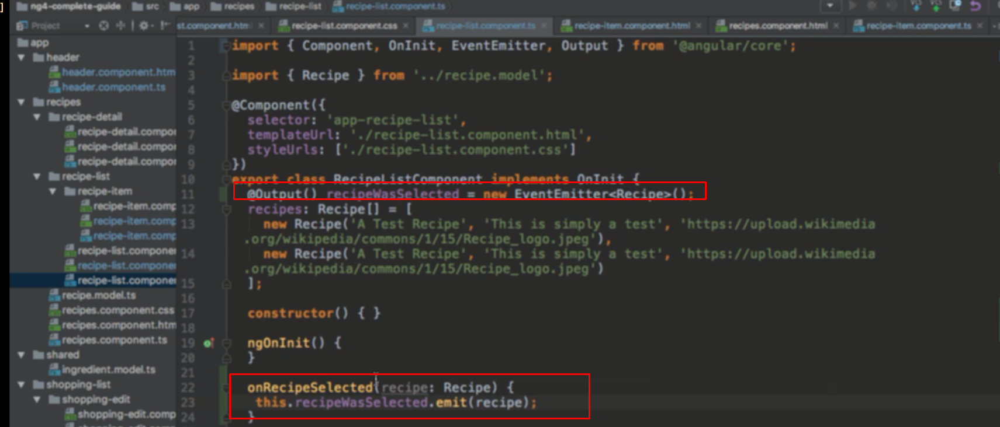 ]
ng4-complete-guide src app recipes recipe-list recipe-list.component.ts
Project
st.component.htm recipe-list.component.css recipe-list.component.ts recipe-item.component.html recipes.component.html recipe-item.component.ts
app
header
header.component.htm
header.component.ts
recipes
recipe-detail
recipe-detail.compor
recipe-detail.compor
recipe-detail.compor
recipe-list
recipe-item
recipe-item.comp
recipe-item.comp
recipe-item.comp
recipe-list.componer
recipe-list.componer
recipe-list.componer
recipe.model.ts
recipes.component.css
recipes.component.htm
recipes.component.ts
shared
ingredient.model.ts
shopping-list
shopping-edit
shopping-edit.comp
1 import { Component, OnInit, EventEmitter, Output } from '@angular/core';
2
3 import { Recipe } from '../recipe.model';
4
5 @Component({
6 selector: 'app-recipe-list',
7 templateUrl: './recipe-list.component.html',
8 styleUrls: ['./recipe-list.component.css']
9 })
10 export class RecipeListComponent implements OnInit {
11 @Output() recipeWasSelected = new EventEmitter<Recipe>();
12 recipes: Recipe[] = [
13 new Recipe('A Test Recipe', 'This is simply a test', 'https://upload.wikimedia
.org/wikipedia/commons/1/15/Recipe_logo.jpeg'),
14 new Recipe('A Test Recipe', 'This is simply a test', 'https://upload.wikimedia
.org/wikipedia/commons/1/15/Recipe_logo.jpeg')
15 ];
16
17 constructor() { }
18
19 ngOnInit() {
20 }
21
22 onRecipeSelected(recipe: Recipe) {
23 this.recipeWasSelected.emit(recipe);
24 }